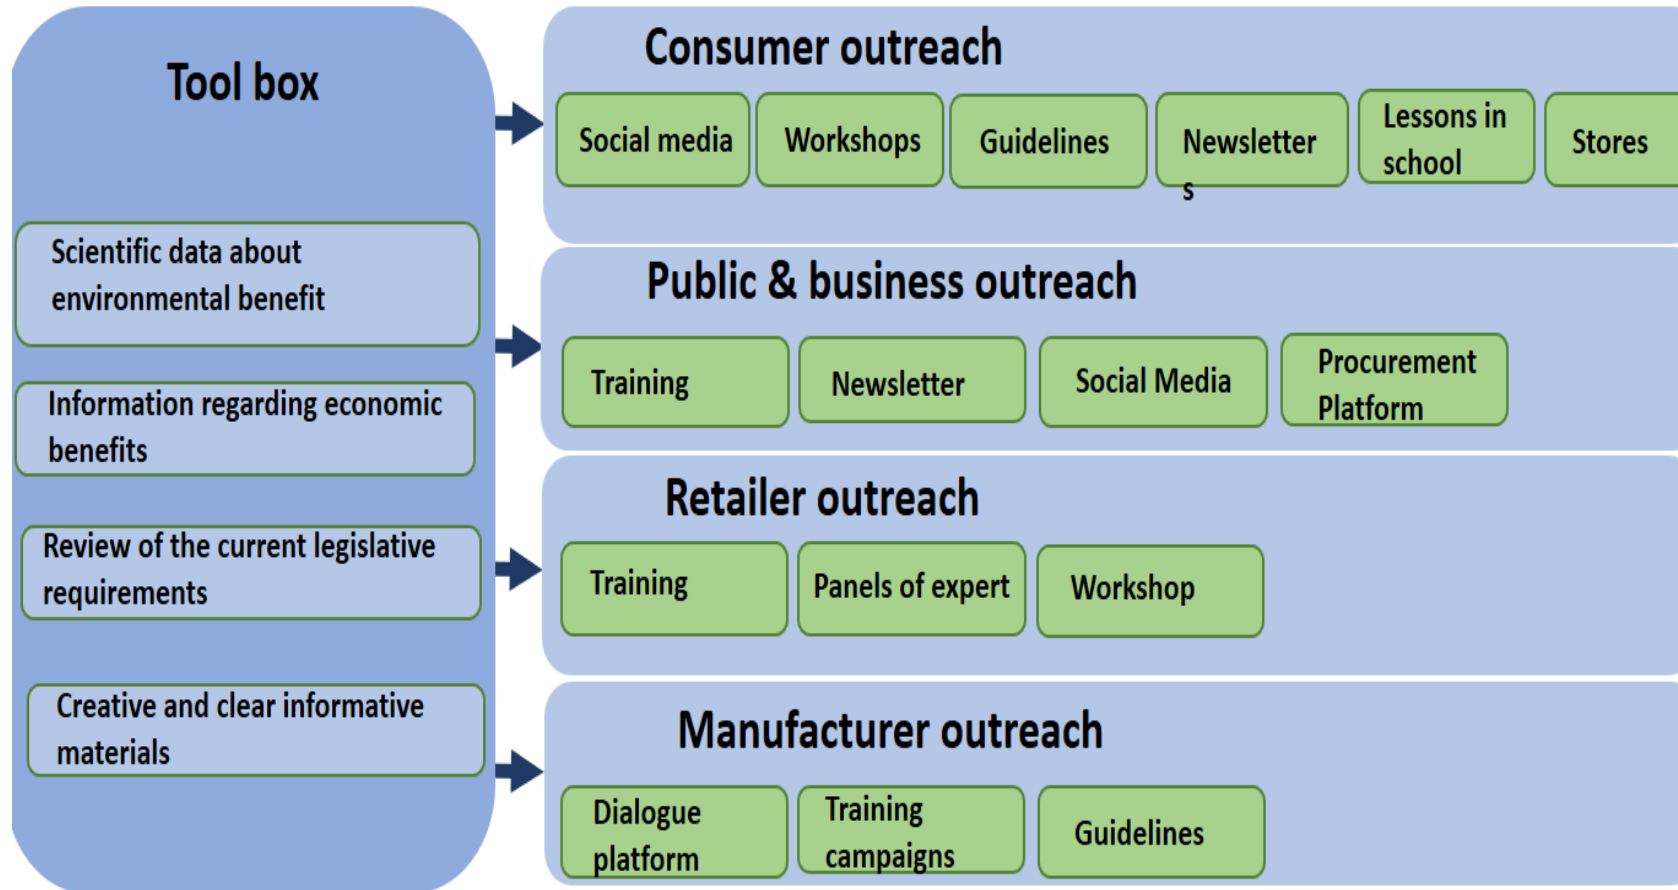 Tool box
Scientific data about
environmental benefit
Information regarding economic
benefits
Review of the current legislative
requirements
Creative and clear informative
materials
Consumer outreach
Social media
Workshops
Guidelines
Newsletter
s
Lessons in
school
Stores
Public & business outreach
Training
Newsletter
Social Media
Procurement
Platform
Retailer outreach
Training
Panels of expert
Workshop
Manufacturer outreach
Dialogue
platform
Training
campaigns
Guidelines